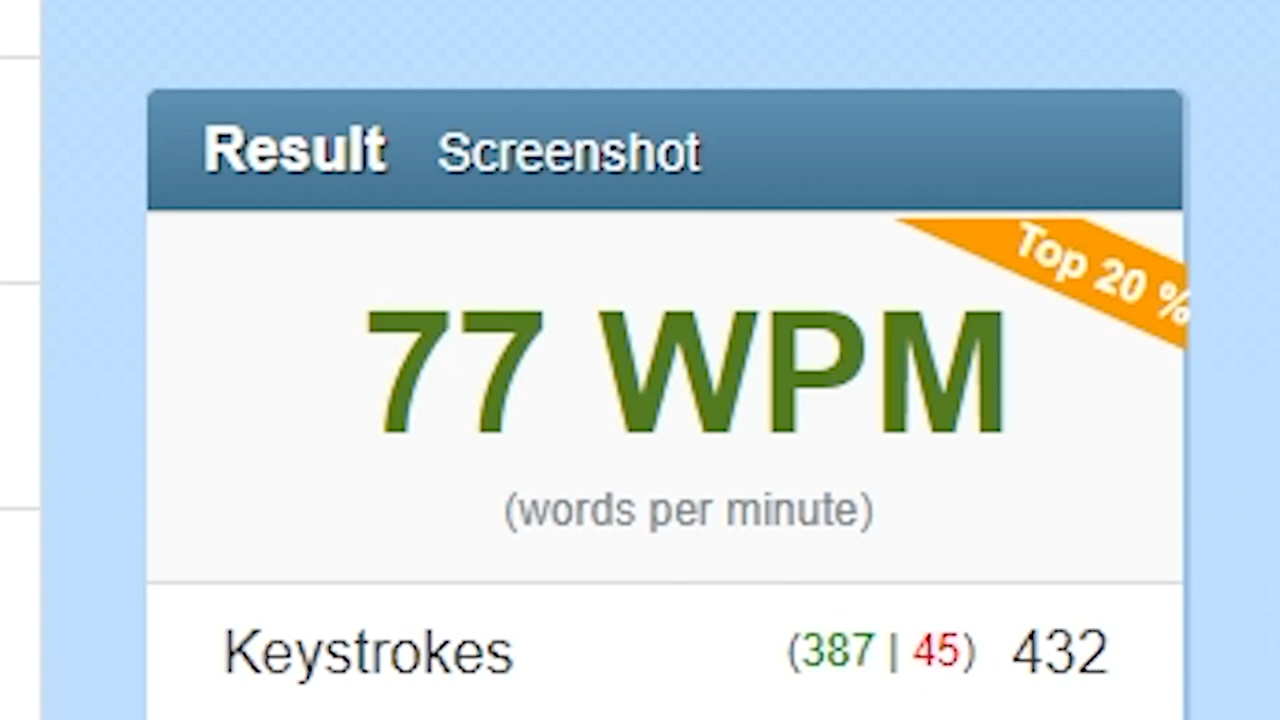 Result Screenshot
Top 20 %
77 WPM
(words per minute)
Keystrokes (387 | 45) 432